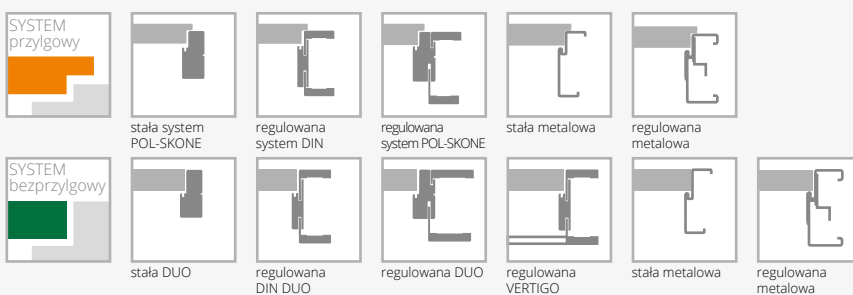 SYSTEM
przylgowy
stała system
POL-SKONE
regulowana
system DIN
regulowana
system POL-SKONE
stała metalowa
regulowana
metalowa
SYSTEM
bezprzylgowy
stała DUO
regulowana
DIN DUO
regulowana DUO
regulowana
VERTIGO
stała metalowa
regulowana
metalowa